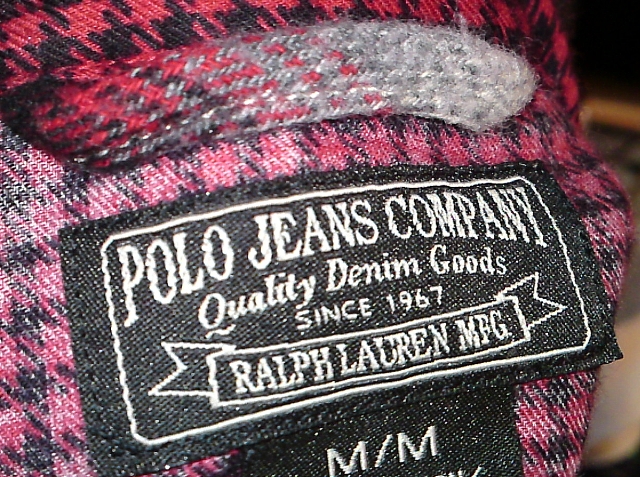 POLO JEANS COMPANY
Quality Denim Goods
SINCE 1967
RALPH LAUREN MFG.
M/M